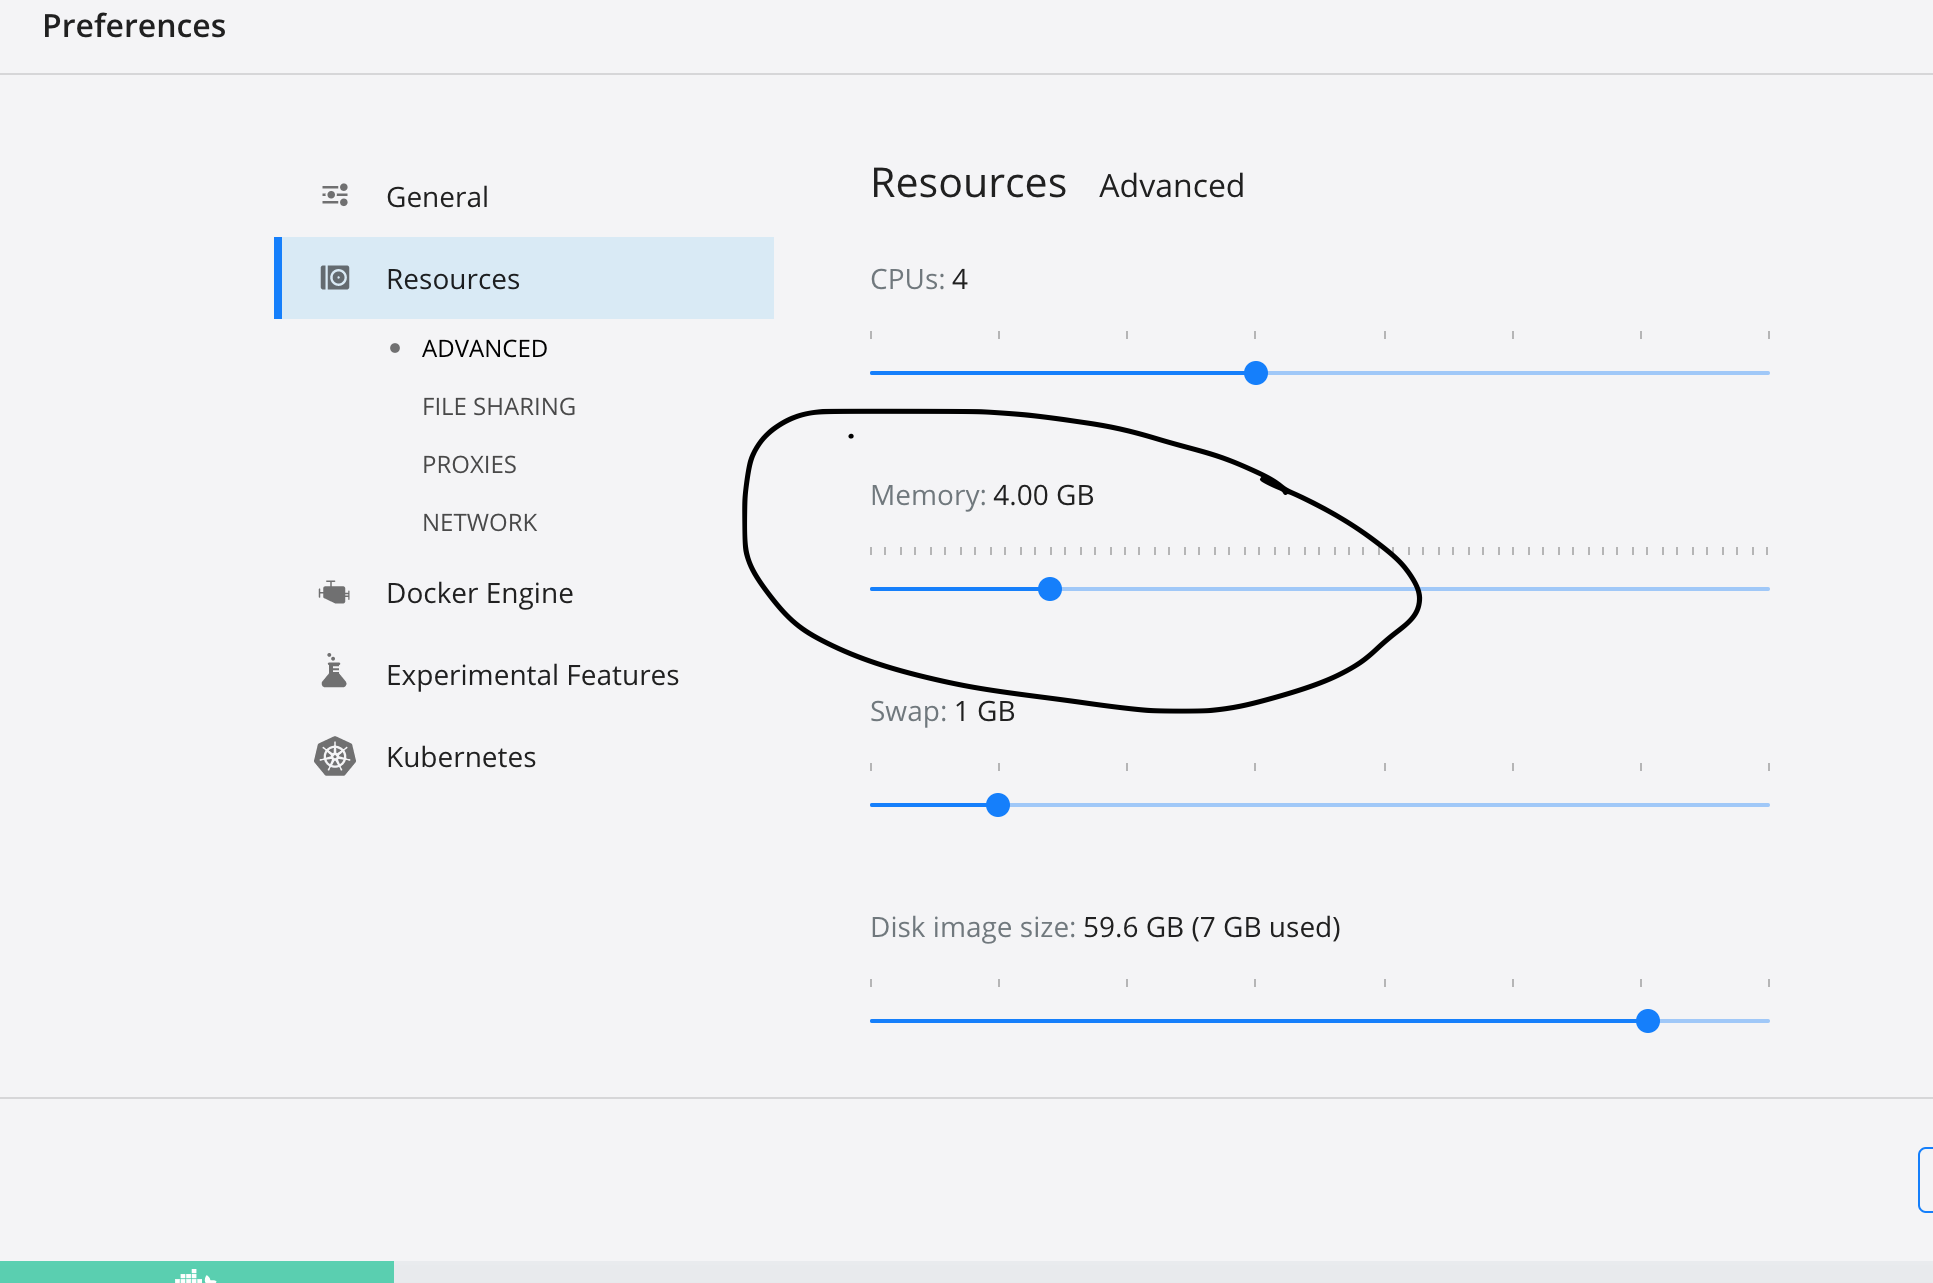 Preferences
General
Resources
ADVANCED
FILE SHARING
PROXIES
NETWORK
Docker Engine
Experimental Features
Kubernetes
Resources Advanced
CPUs: 4
Memory: 4.00 GB
Swap: 1 GB
Disk image size: 59.6 GB (7 GB used)